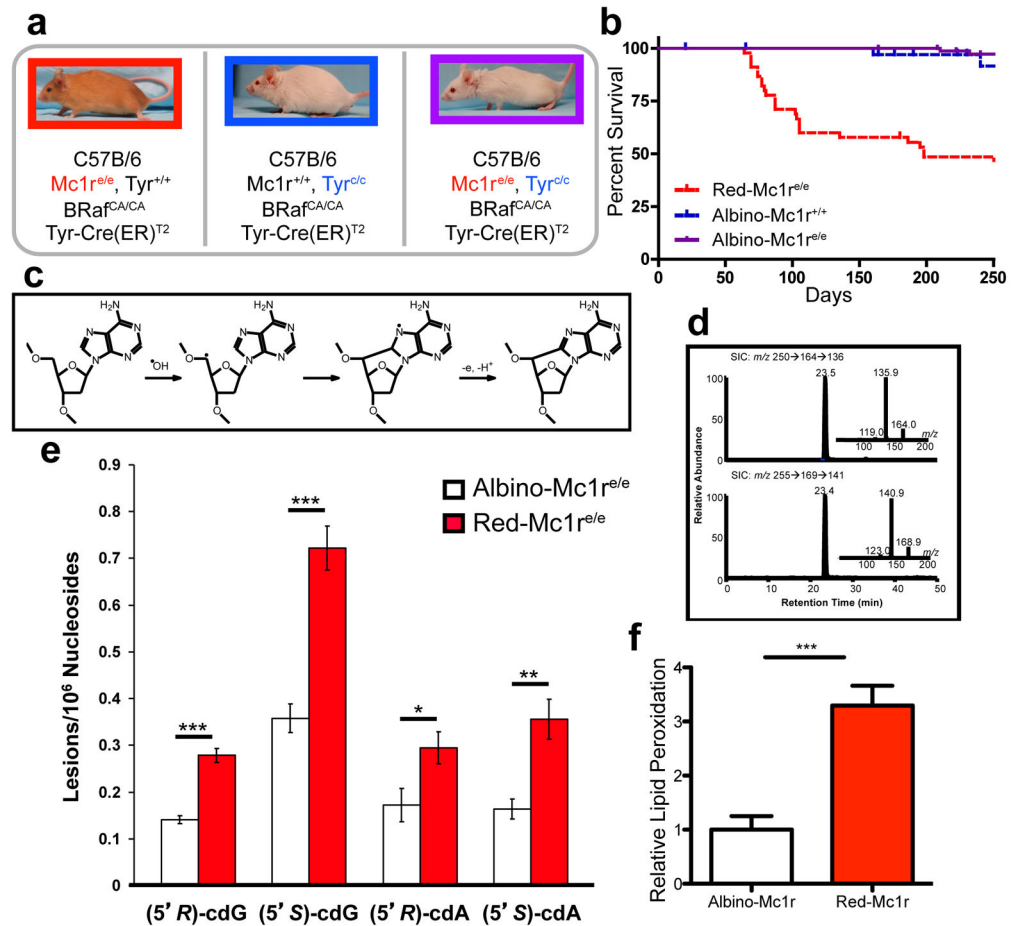 a
C57B/6
Mc1r^e/e, Tyr^+/+
BRaf^CA/CA
Tyr-Cre(ER)^T2
C57B/6
Mc1r^+/+, Tyr^c/c
BRaf^CA/CA
Tyr-Cre(ER)^T2
C57B/6
Mc1r^e/e, Tyr^c/c
BRaf^CA/CA
Tyr-Cre(ER)^T2
b
Percent Survival
100
75
50
25
0
0 50 100 150 200 250
Days
Red-Mc1r^e/e
Albino-Mc1r^+/+
Albino-Mc1r^e/e
c
H2N
N N
N N
O O
O
•OH
H2N
N N
N N
O O
O
H2N
N N
N N
O O
O
-e, -H+
H2N
N N
N N
O O
O
d
SIC: m/z 250→164→136
23.5
135.9
119.0
164.0
m/z
100 150 200
100
50
0
SIC: m/z 255→169→141
23.4
140.9
123.0
168.9
m/z
100 150 200
100
50
0
0 10 20 30 40 50
Relative Abundance
Retention Time (min)
e
Lesions/10^6 Nucleosides
0.9
0.8
0.7
0.6
0.5
0.4
0.3
0.2
0.1
0
Albino-Mc1r^e/e
Red-Mc1r^e/e
***
***
*
**
(5' R)-cdG (5' S)-cdG (5' R)-cdA (5' S)-cdA
f
Relative Lipid Peroxidation
4
3
2
1
0
***
Albino-Mc1r Red-Mc1r